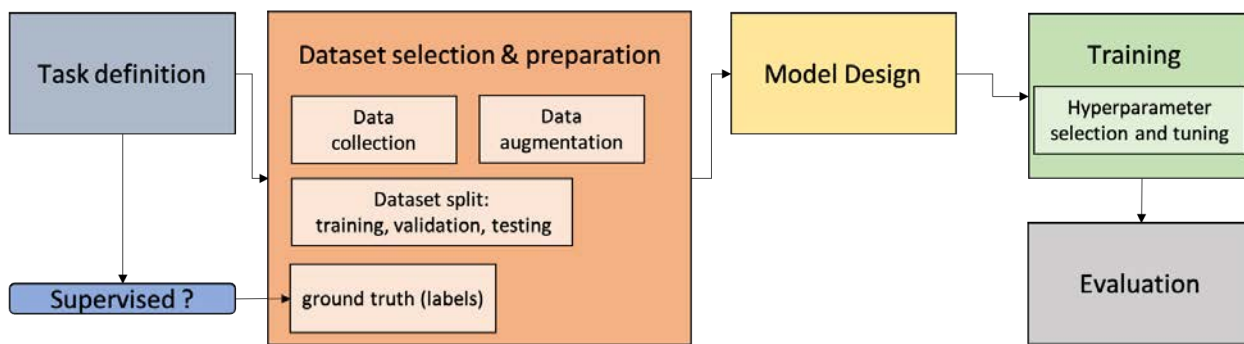 Task definition
Supervised ?
Dataset selection & preparation
Data
collection
Data
augmentation
Dataset split:
training, validation, testing
ground truth (labels)
Model Design
Training
Hyperparameter
selection and tuning
Evaluation